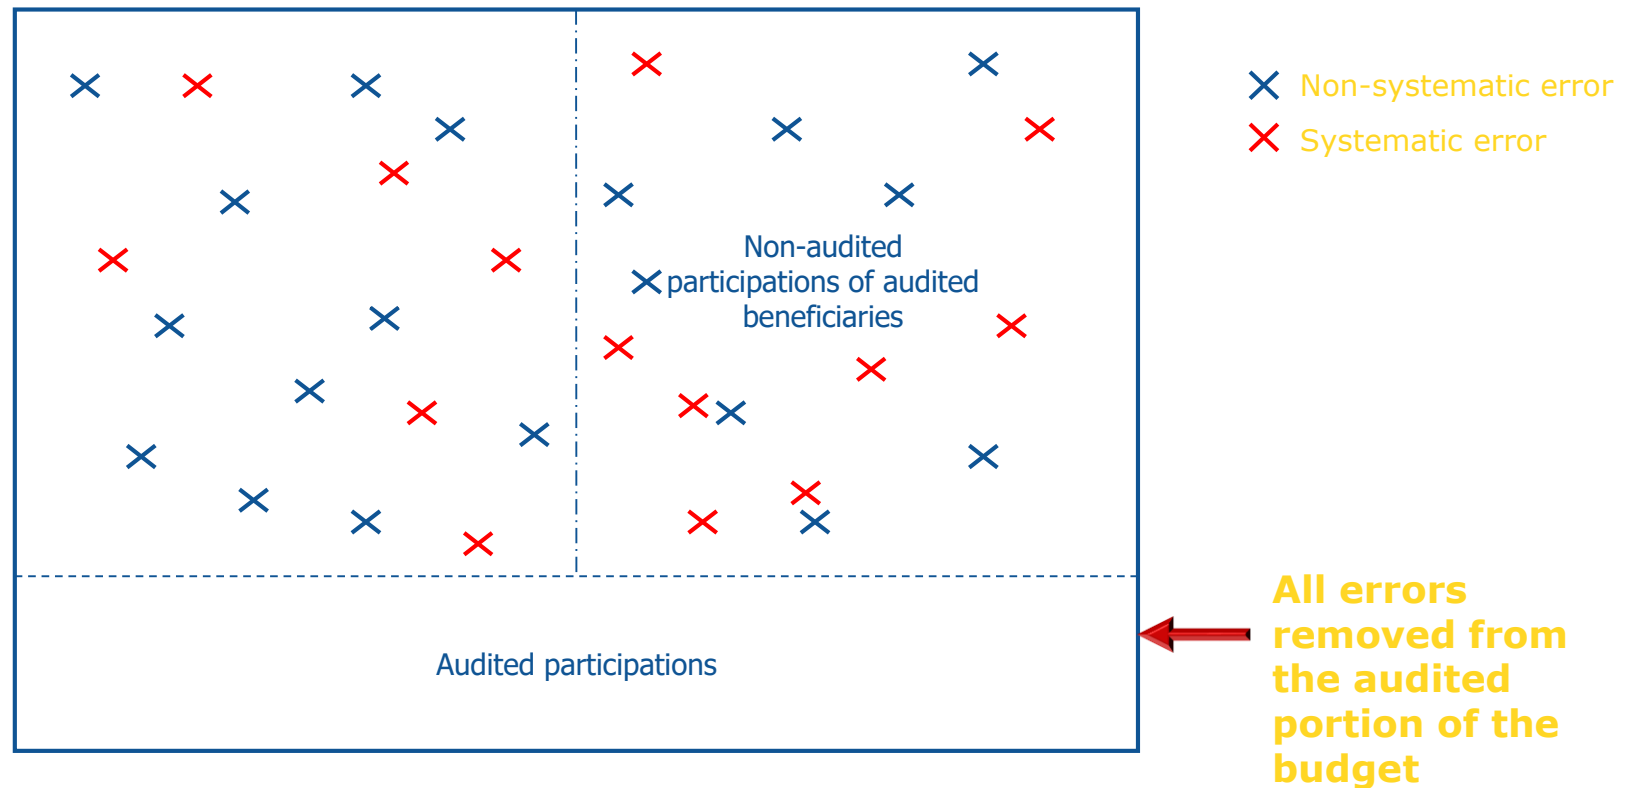 Non-systematic error
Systematic error
Non-audited
participations of audited
beneficiaries
All errors
removed from
the audited
portion of the
budget
Audited participations